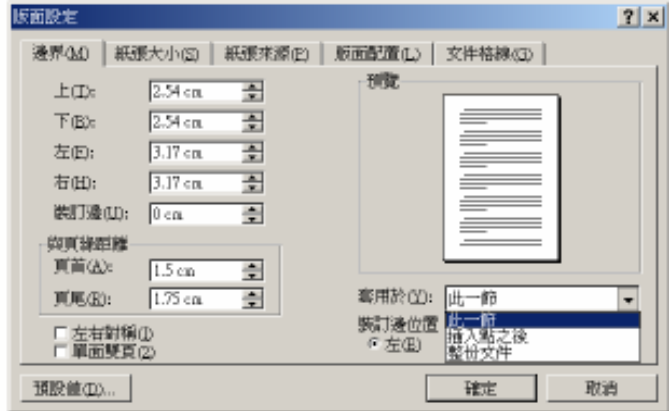 版面設定
邊界(M) 紙張大小(S) 紙張來源(P) 版面配置(L) 文件格線(G)
上(T): 2.54 cm
下(B): 2.54 cm
左(E): 3.17 cm
右(H): 3.17 cm
裝訂邊(U): 0 cm
與頁緣距離
頁首(A): 1.5 cm
頁尾(R): 1.75 cm
左右對稱(I)
單面雙頁(2)
預覽
套用於(Y): 此一節
此一節
插入點之後
整份文件
裝訂邊位置
左(E)
預設值(D)... 確定 取消